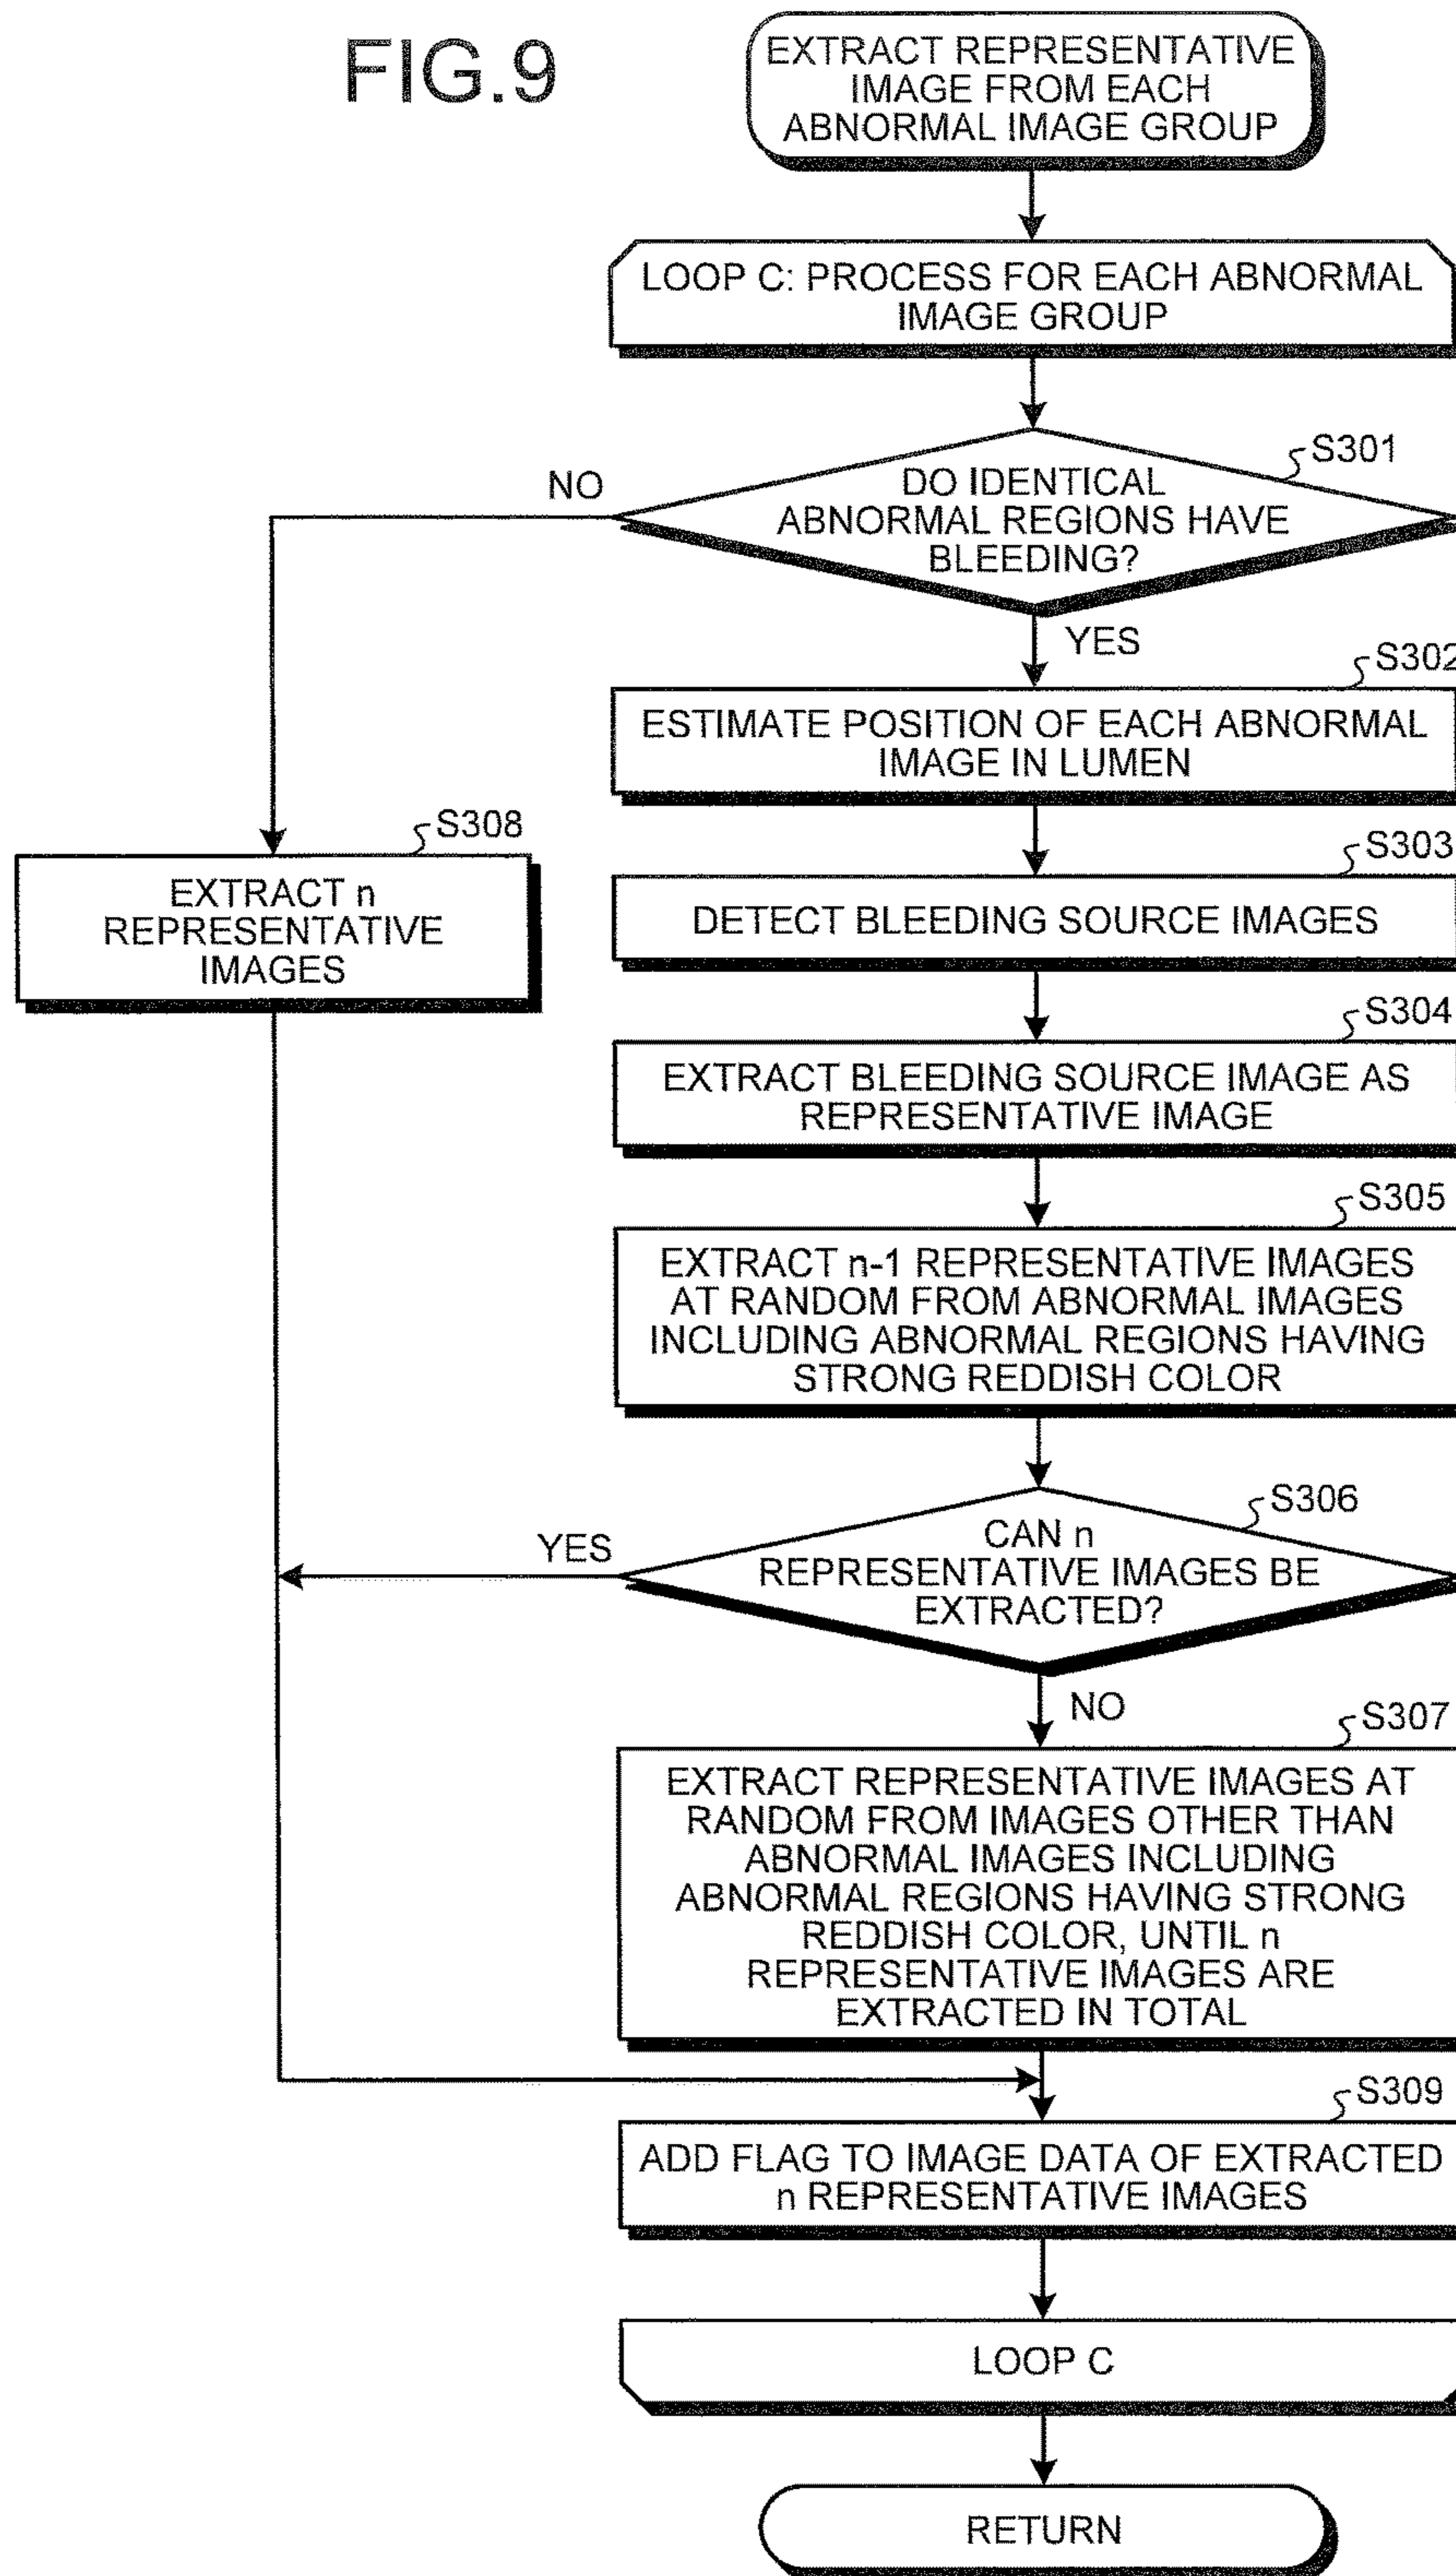 FIG.9
EXTRACT REPRESENTATIVE
IMAGE FROM EACH
ABNORMAL IMAGE GROUP
LOOP C: PROCESS FOR EACH ABNORMAL
IMAGE GROUP
S301
NO
DO IDENTICAL
ABNORMAL REGIONS HAVE
BLEEDING?
YES
S302
ESTIMATE POSITION OF EACH ABNORMAL
IMAGE IN LUMEN
S308
EXTRACT n
REPRESENTATIVE
IMAGES
S303
DETECT BLEEDING SOURCE IMAGES
S304
EXTRACT BLEEDING SOURCE IMAGE AS
REPRESENTATIVE IMAGE
S305
EXTRACT n-1 REPRESENTATIVE IMAGES
AT RANDOM FROM ABNORMAL IMAGES
INCLUDING ABNORMAL REGIONS HAVING
STRONG REDDISH COLOR
S306
YES
CAN n
REPRESENTATIVE IMAGES BE
EXTRACTED?
NO
S307
EXTRACT REPRESENTATIVE IMAGES AT
RANDOM FROM IMAGES OTHER THAN
ABNORMAL IMAGES INCLUDING
ABNORMAL REGIONS HAVING STRONG
REDDISH COLOR, UNTIL n
REPRESENTATIVE IMAGES ARE
EXTRACTED IN TOTAL
S309
ADD FLAG TO IMAGE DATA OF EXTRACTED
n REPRESENTATIVE IMAGES
LOOP C
RETURN